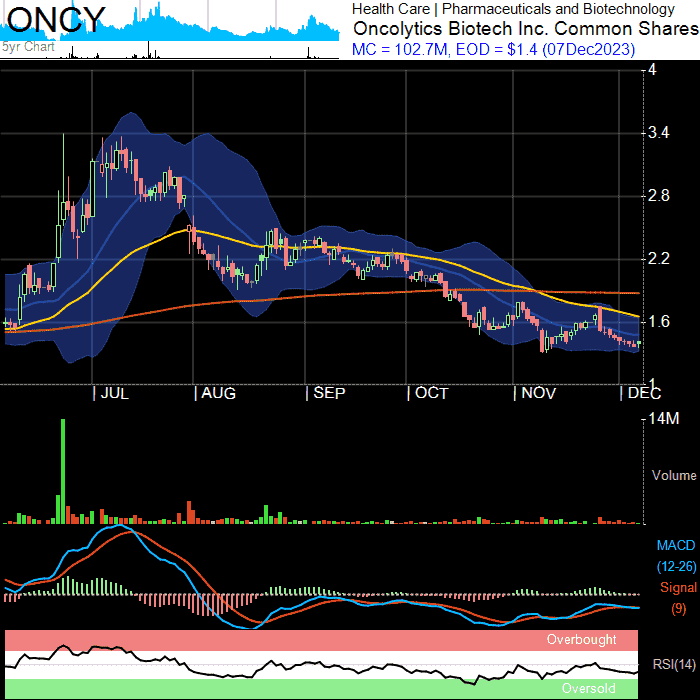 ONCY
5yr Chart
Health Care | Pharmaceuticals and Biotechnology
Oncolytics Biotech Inc. Common Shares
MC = 102.7M, EOD = $1.4 (07Dec2023)
4
3.4
2.8
2.2
1.6
1
| JUL | AUG | SEP | OCT | NOV | DEC
14M
Volume
MACD
(12-26)
Signal
(9)
Overbought
RSI(14)
Oversold